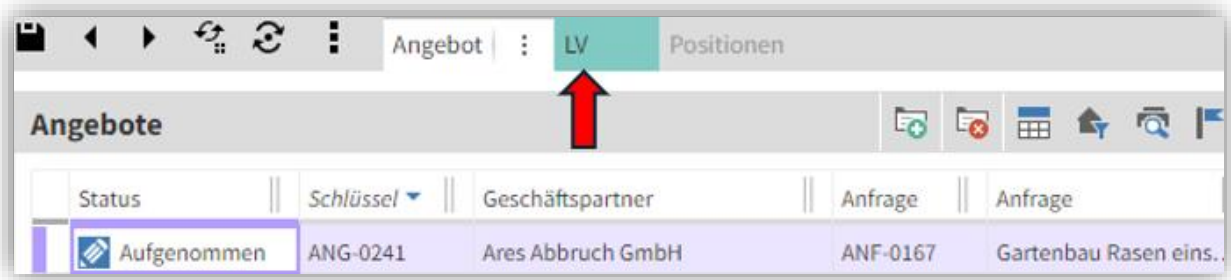 Angebot LV Positionen
Angebote
Status Schlüssel Geschäftspartner Anfrage Anfrage
Aufgenommen ANG-0241 Ares Abbruch GmbH ANF-0167 Gartenbau Rasen eins.